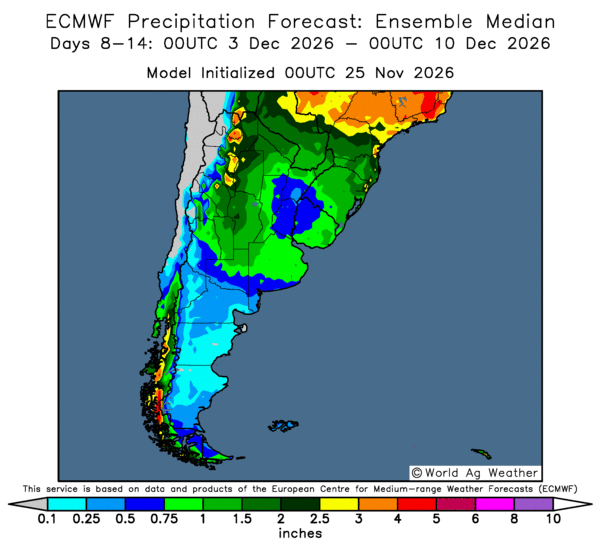 ECMWF Precipitation Forecast: Ensemble Median
Days 8-14: 00UTC 3 Dec 2026 - 00UTC 10 Dec 2026
Model Initialized 00UTC 25 Nov 2026
© World Ag Weather
This service is based on data and products of the European Centre for Medium-range Weather Forecasts (ECMWF)
0.1 0.25 0.5 0.75 1 1.5 2 2.5 3 4 5 6 8 10
inches